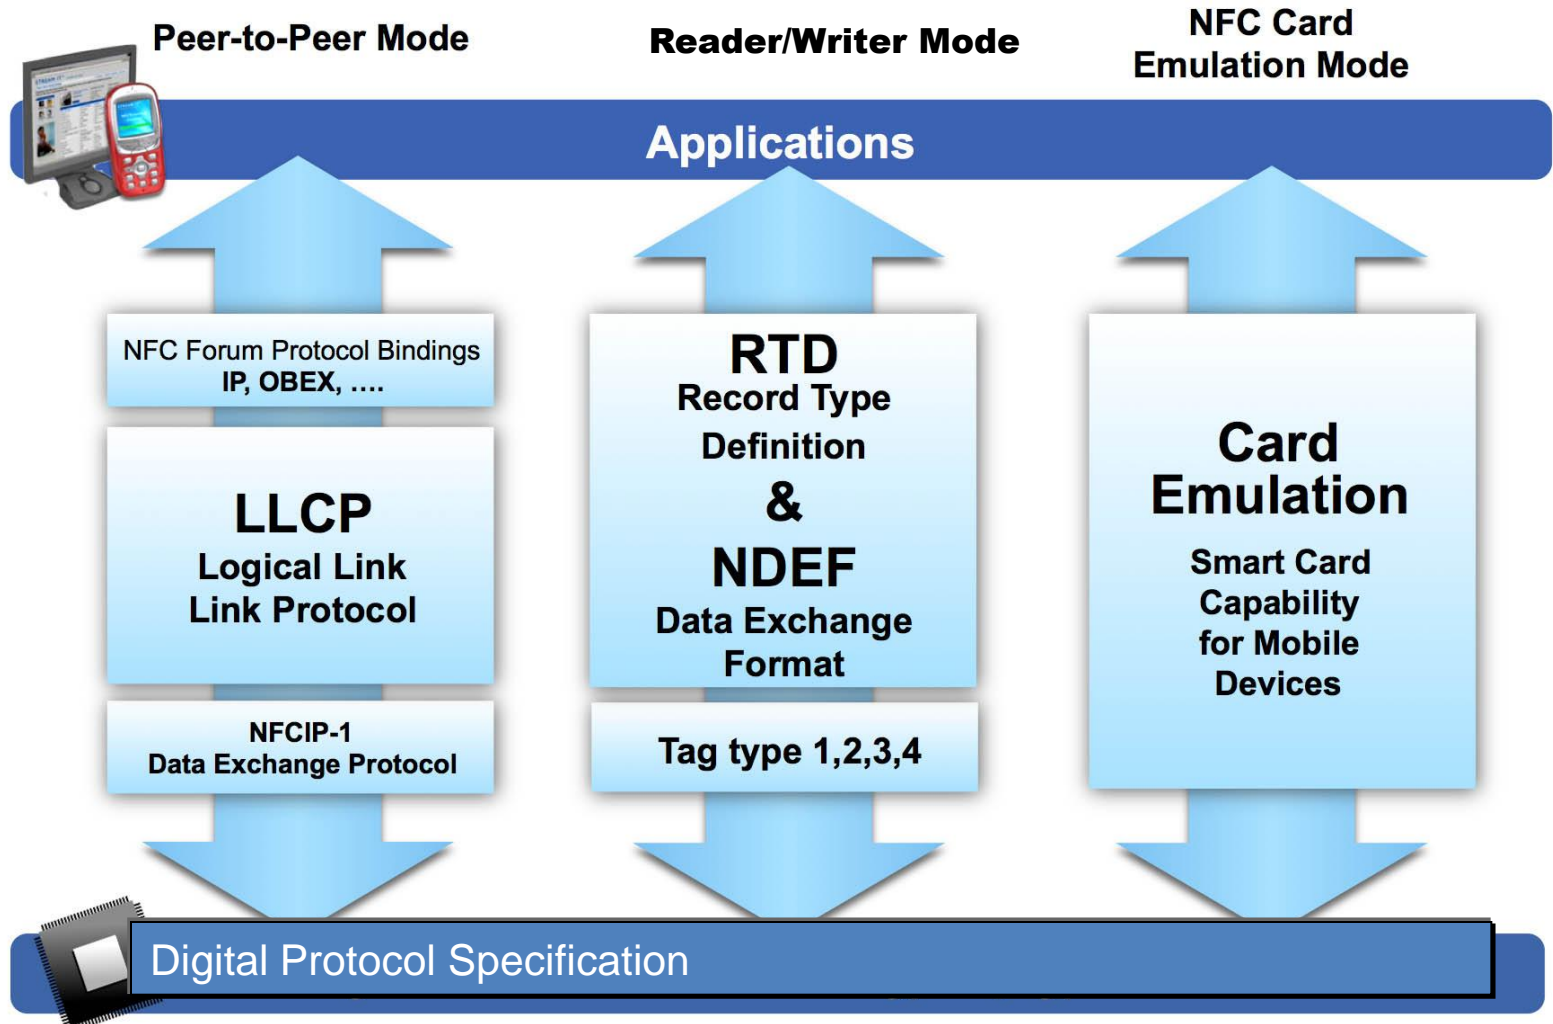 Peer-to-Peer Mode
Reader/Writer Mode
NFC Card
Emulation Mode
Applications
NFC Forum Protocol Bindings
IP, OBEX, ....
LLCP
Logical Link
Link Protocol
NFCIP-1
Data Exchange Protocol
RTD
Record Type
Definition
&
NDEF
Data Exchange
Format
Tag type 1,2,3,4
Card
Emulation
Smart Card
Capability
for Mobile
Devices
Digital Protocol Specification